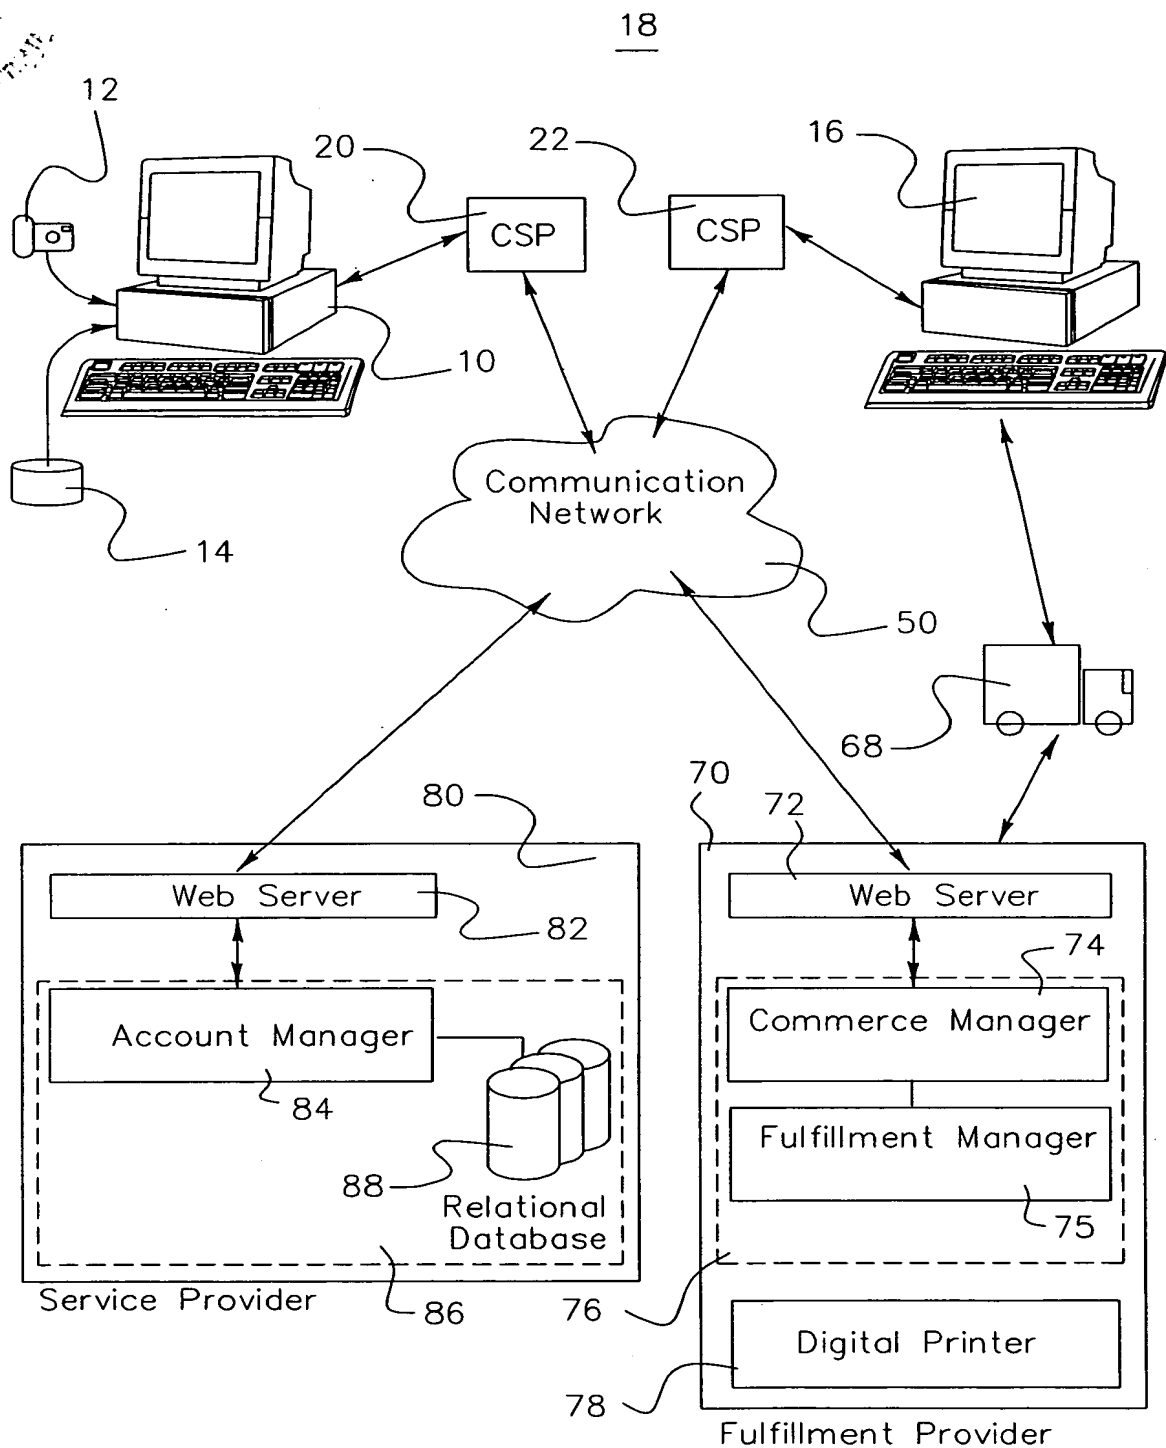 18
12
20
22
16
CSP
CSP
10
Communication
Network
14
50
68
80
70
72
Web Server
82
Web Server
74
Account Manager
84
Commerce Manager
Fulfillment Manager
88
75
Relational
Database
86
Service Provider
76
Digital Printer
78
Fulfillment Provider